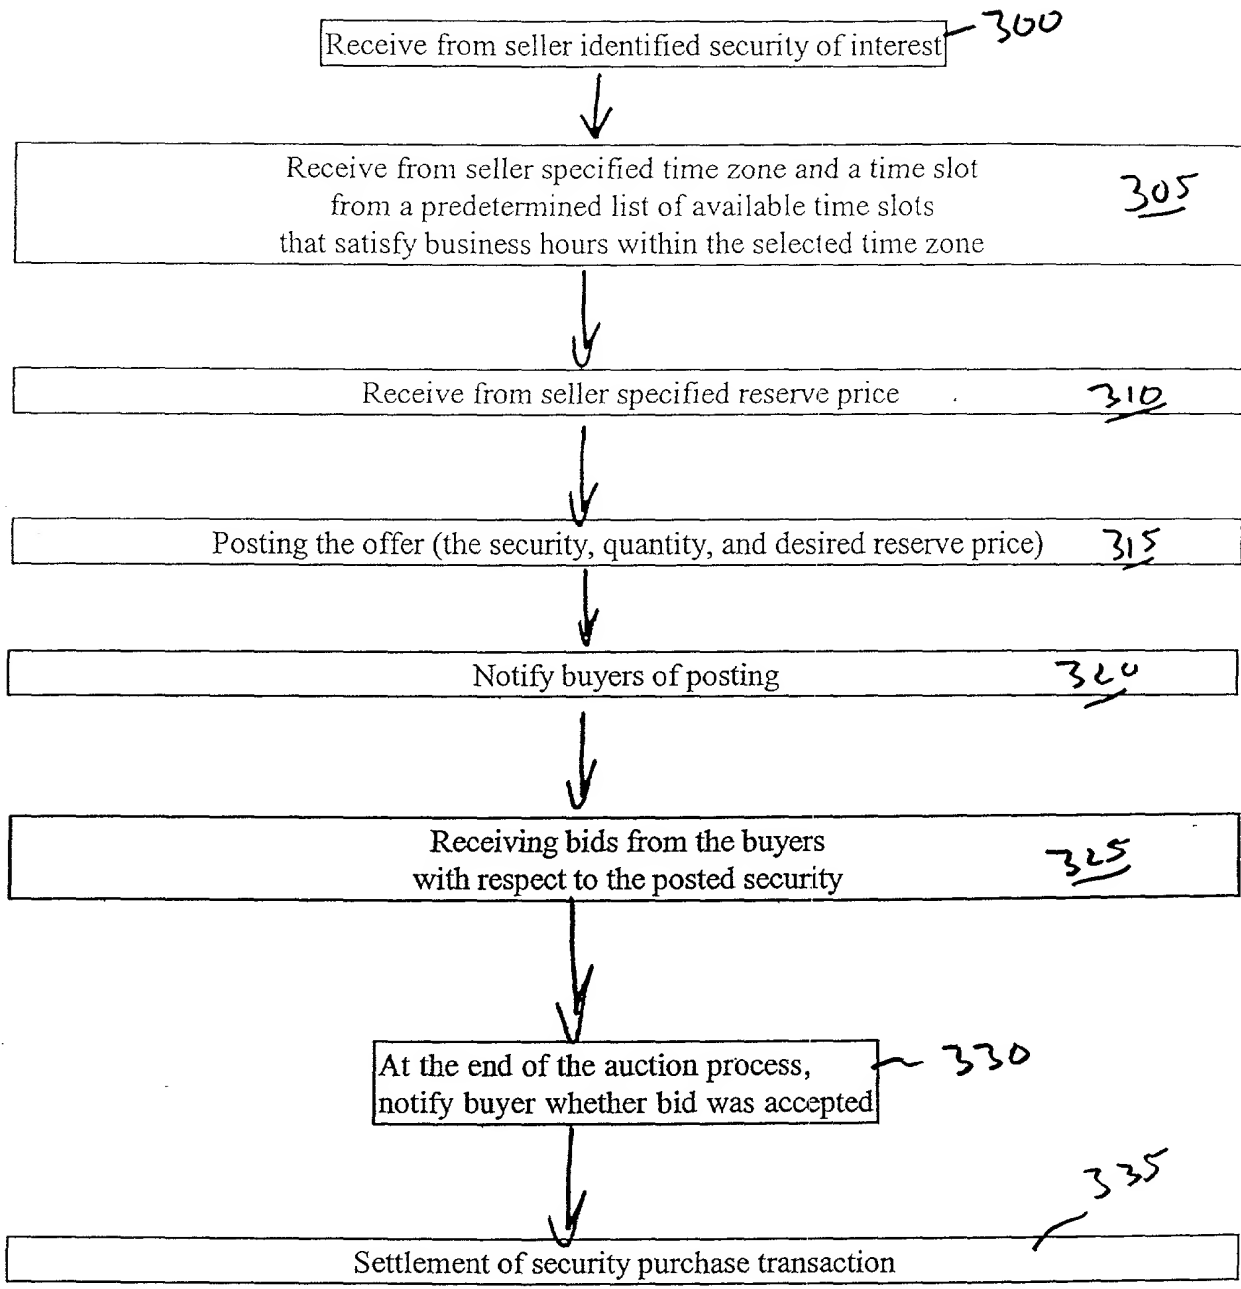 Receive from seller identified security of interest 300
Receive from seller specified time zone and a time slot
from a predetermined list of available time slots 305
that satisfy business hours within the selected time zone
Receive from seller specified reserve price 310
Posting the offer (the security, quantity, and desired reserve price) 315
Notify buyers of posting 320
Receiving bids from the buyers
with respect to the posted security 325
At the end of the auction process, 330
notify buyer whether bid was accepted
335
Settlement of security purchase transaction